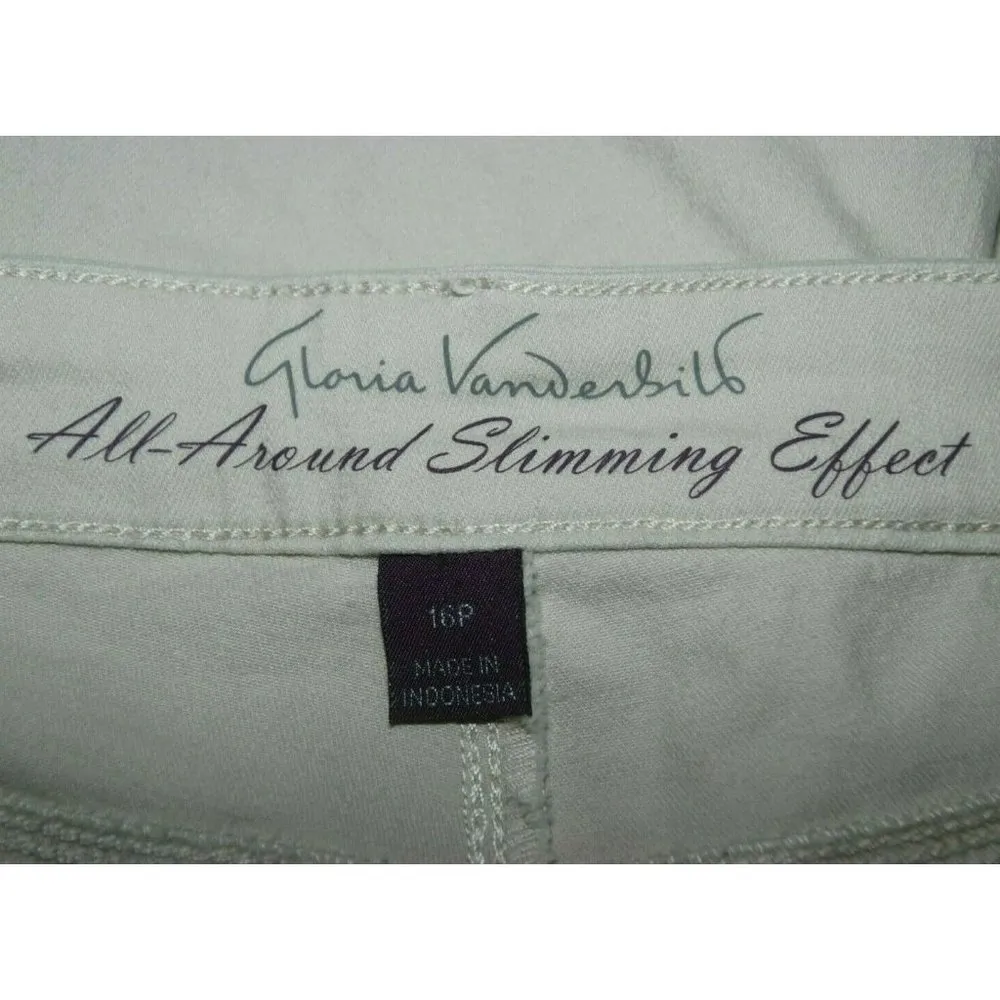 Gloria Vanderbilt
All-Around Slimming Effect
16P
MADE IN
INDONESIA